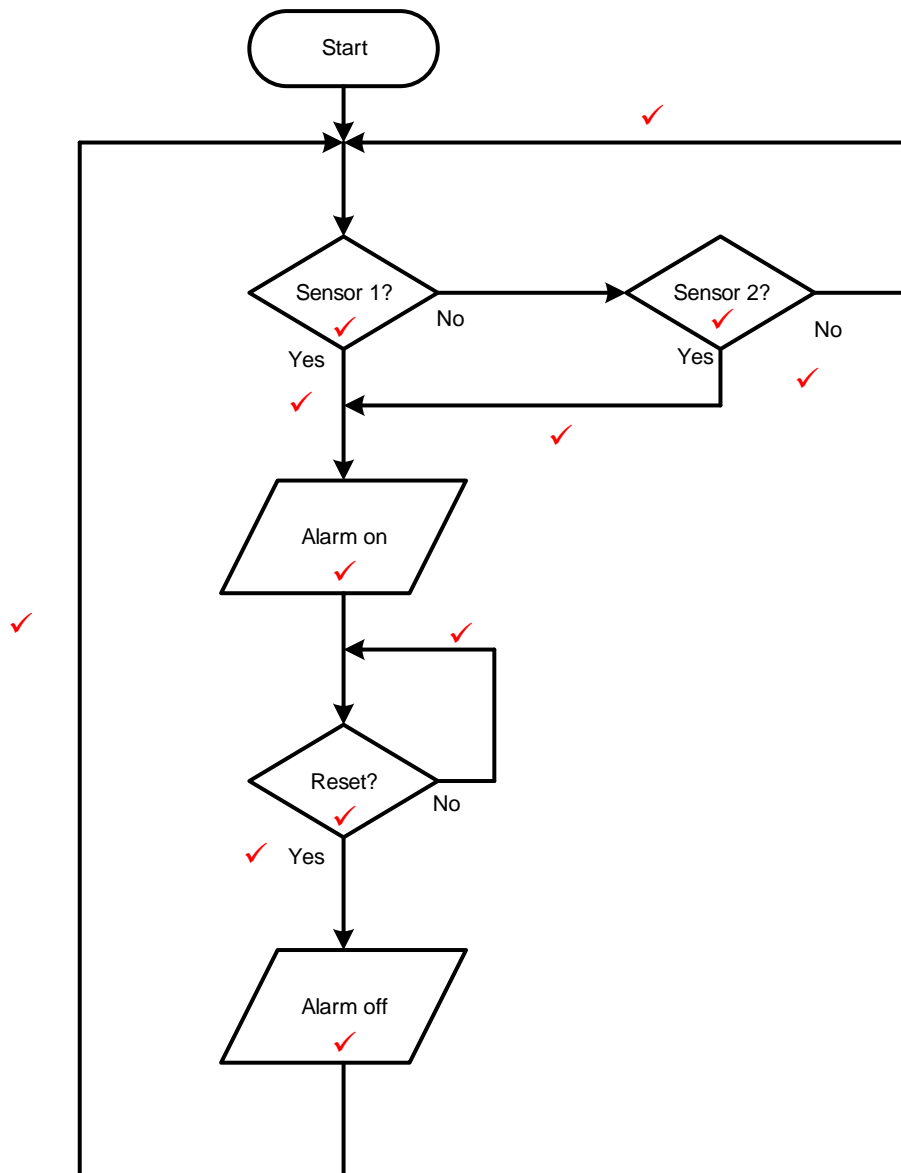 Start
Sensor 1?
Sensor 2?
No
No
Yes
Yes
Alarm on
Reset?
No
Yes
Alarm off